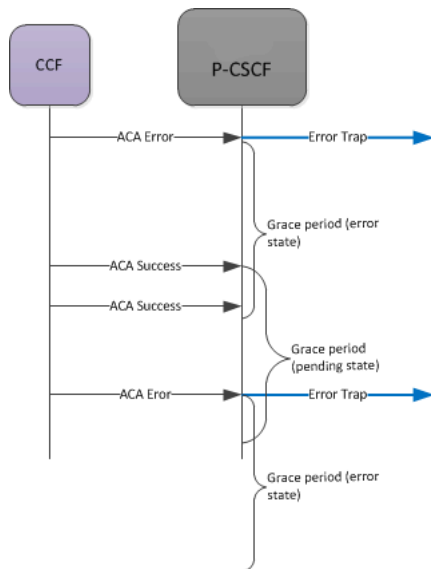 CCF
P-CSCF
ACA Error
Error Trap
Grace period (error
state)
ACA Success
ACA Success
Grace period
(pending state)
ACA Eror
Error Trap
Grace period (error
state)